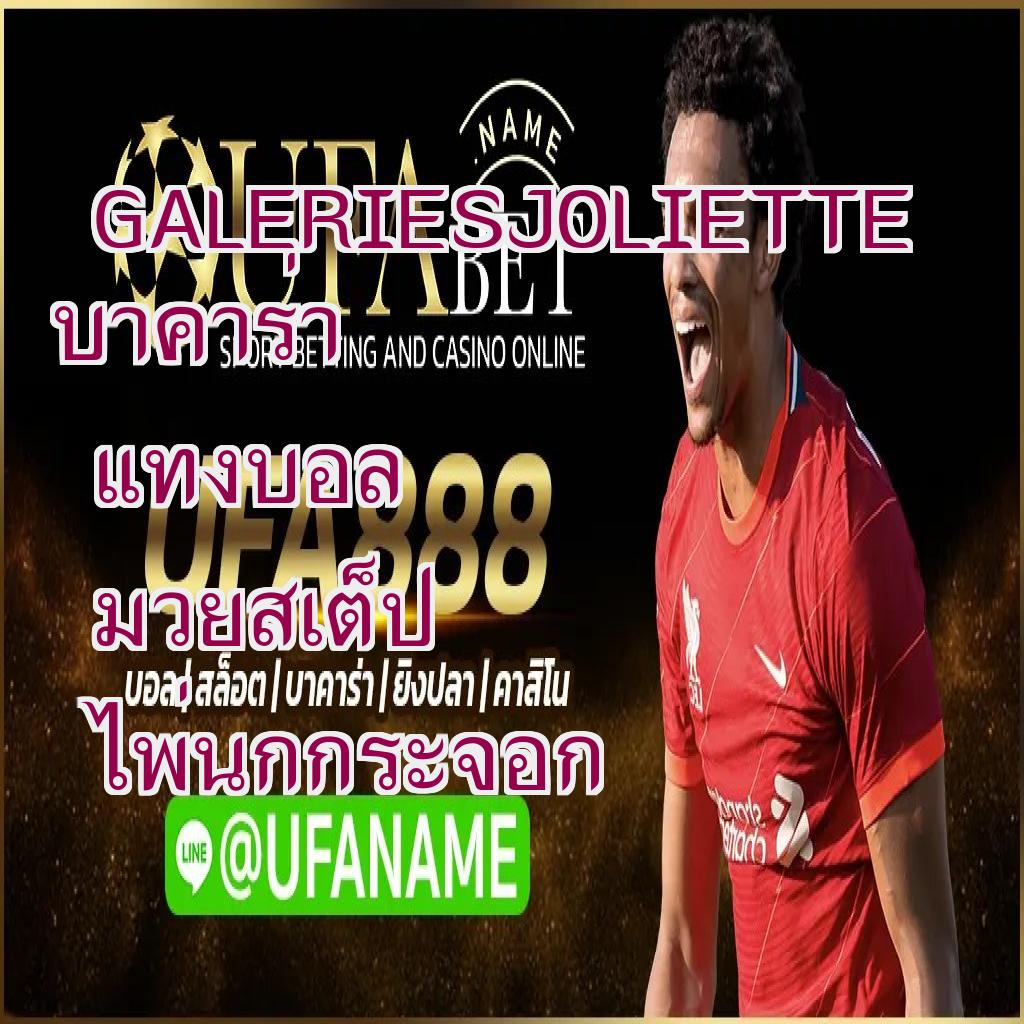 .NAME
UFA
BET
GALERIESJOLIETTE
บาคาร่า
SPORT BETTING AND CASINO ONLINE
แทงบอล
UFA888
มวยสเต็ป
บอล | สล็อต | บาคาร่า | ยิงปลา | คาสิโน
ไพ่นกกระจอก
LINE @UFANAME